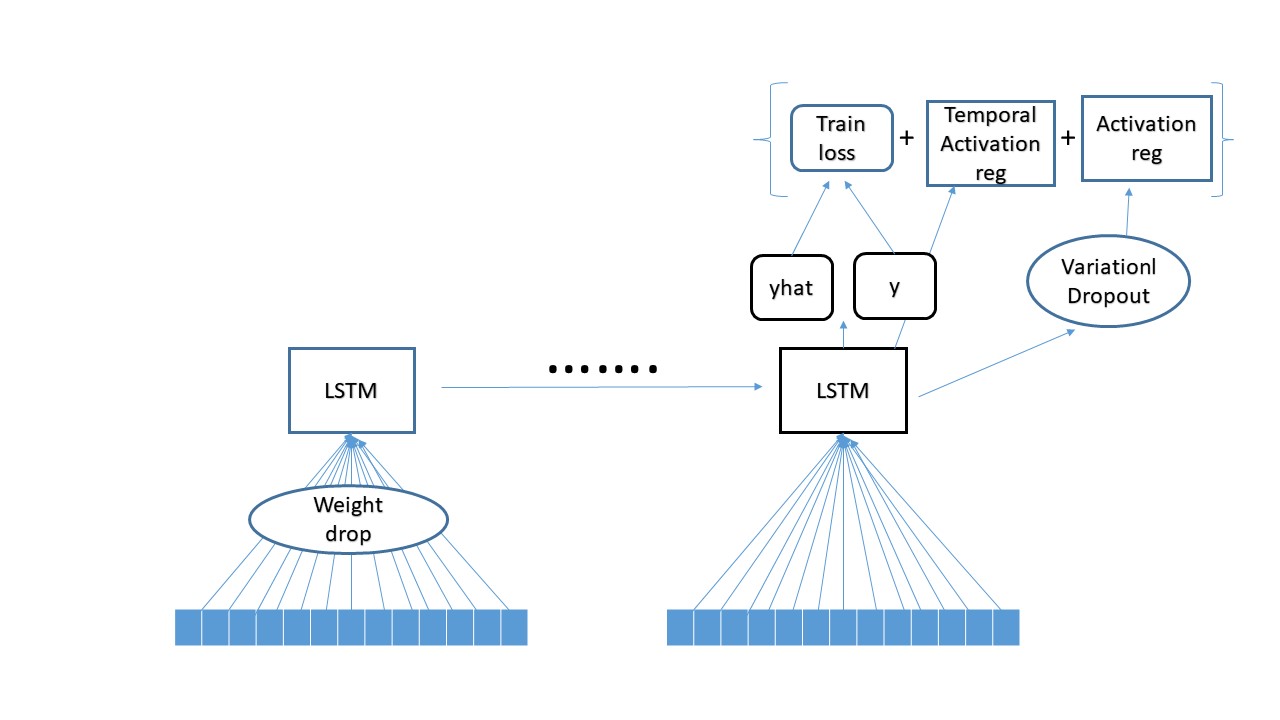 Train
loss
+
Temporal
Activation
reg
+
Activation
reg
yhat
y
Variationl
Dropout
LSTM
.......
LSTM
Weight
drop